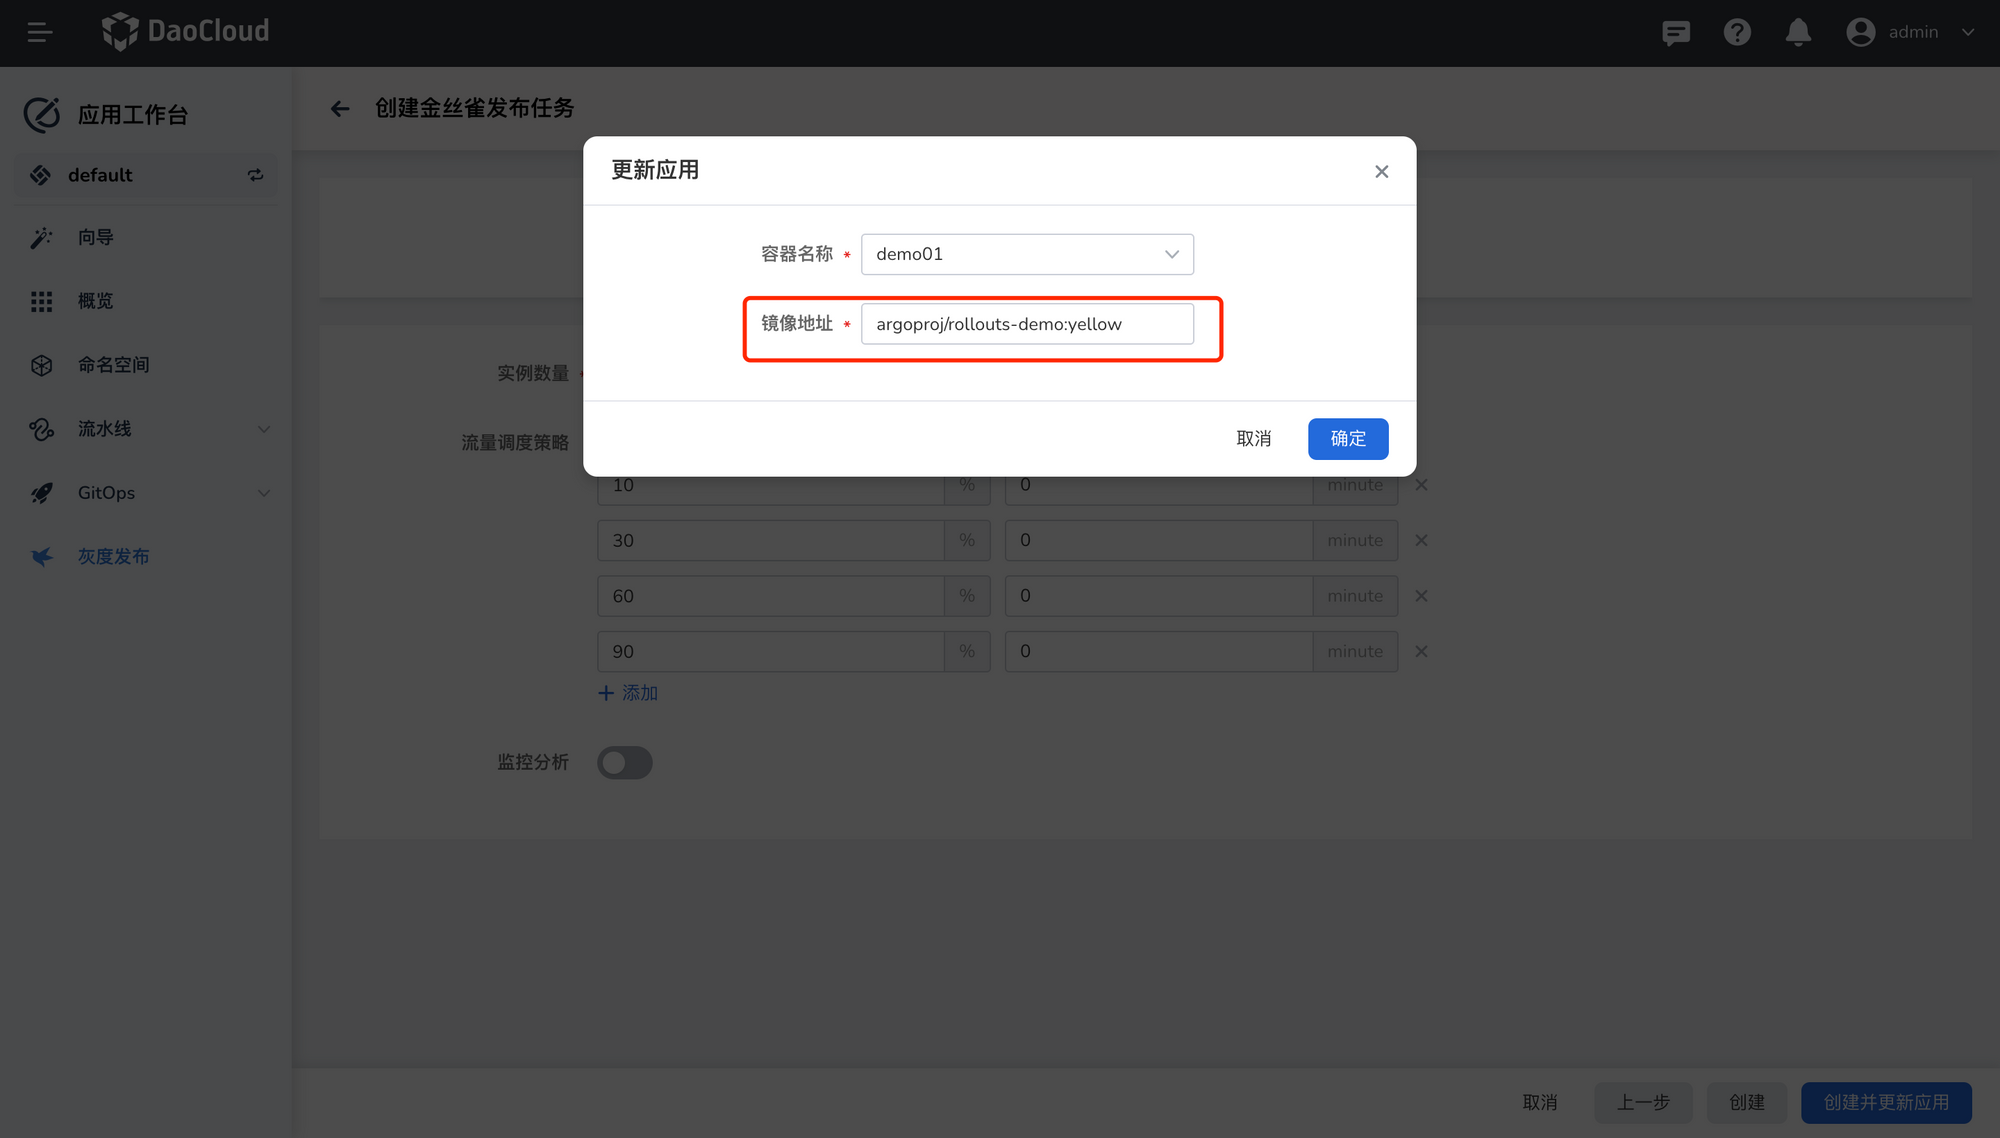 DaoCloud
admin
应用工作台
default
向导
概览
命名空间
流水线
GitOps
灰度发布
创建金丝雀发布任务
更新应用
容器名称 * demo01
镜像地址 * argoproj/rollouts-demo:yellow
取消 确定
实例数量 *
流量调度策略
10 % 0 minute
30 % 0 minute
60 % 0 minute
90 % 0 minute
添加
监控分析
取消 上一步 创建 创建并更新应用